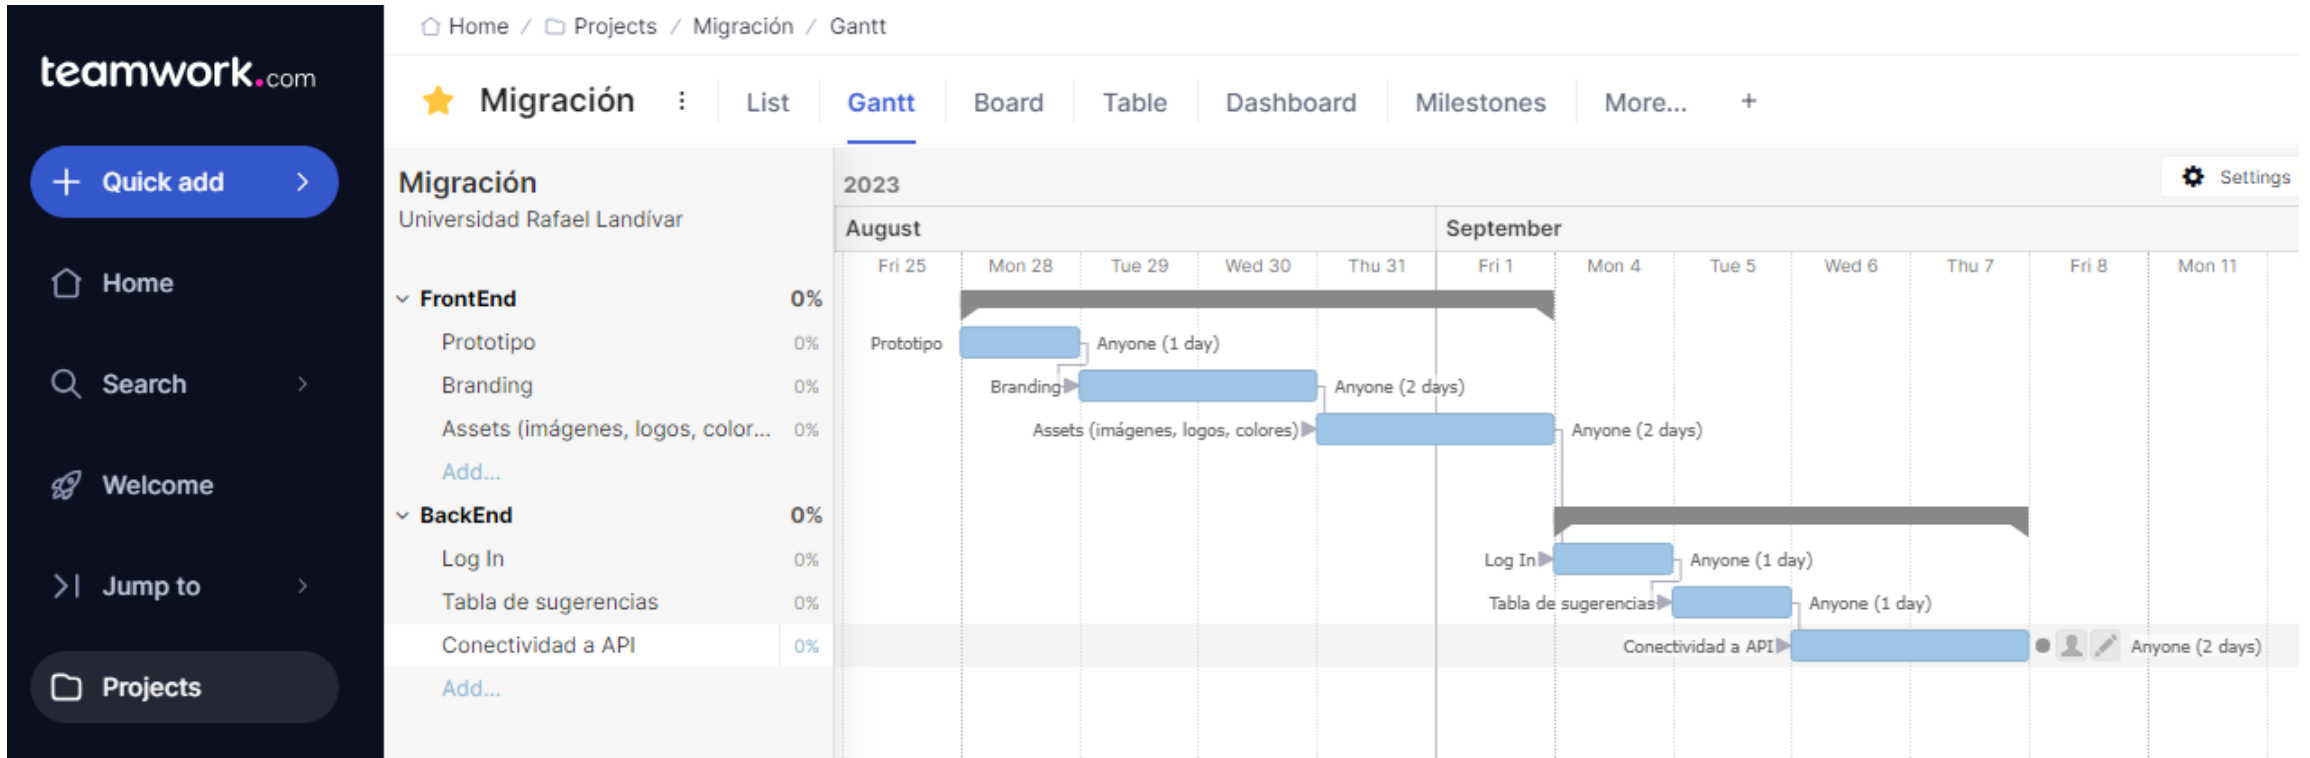 teamwork.com
Quick add
Home
Search
Welcome
Jump to
Projects
Home / Projects / Migración / Gantt
Migración
List
Gantt
Board
Table
Dashboard
Milestones
More...
Migración
Universidad Rafael Landívar
2023
Settings
August
September
Fri 25
Mon 28
Tue 29
Wed 30
Thu 31
Fri 1
Mon 4
Tue 5
Wed 6
Thu 7
Fri 8
Mon 11
FrontEnd 0%
Prototipo 0%
Prototipo
Anyone (1 day)
Branding 0%
Branding
Anyone (2 days)
Assets (imágenes, logos, color... 0%
Assets (imágenes, logos, colores)
Anyone (2 days)
Add...
BackEnd 0%
Log In 0%
Log In
Anyone (1 day)
Tabla de sugerencias 0%
Tabla de sugerencias
Anyone (1 day)
Conectividad a API 0%
Conectividad a API
Anyone (2 days)
Add...